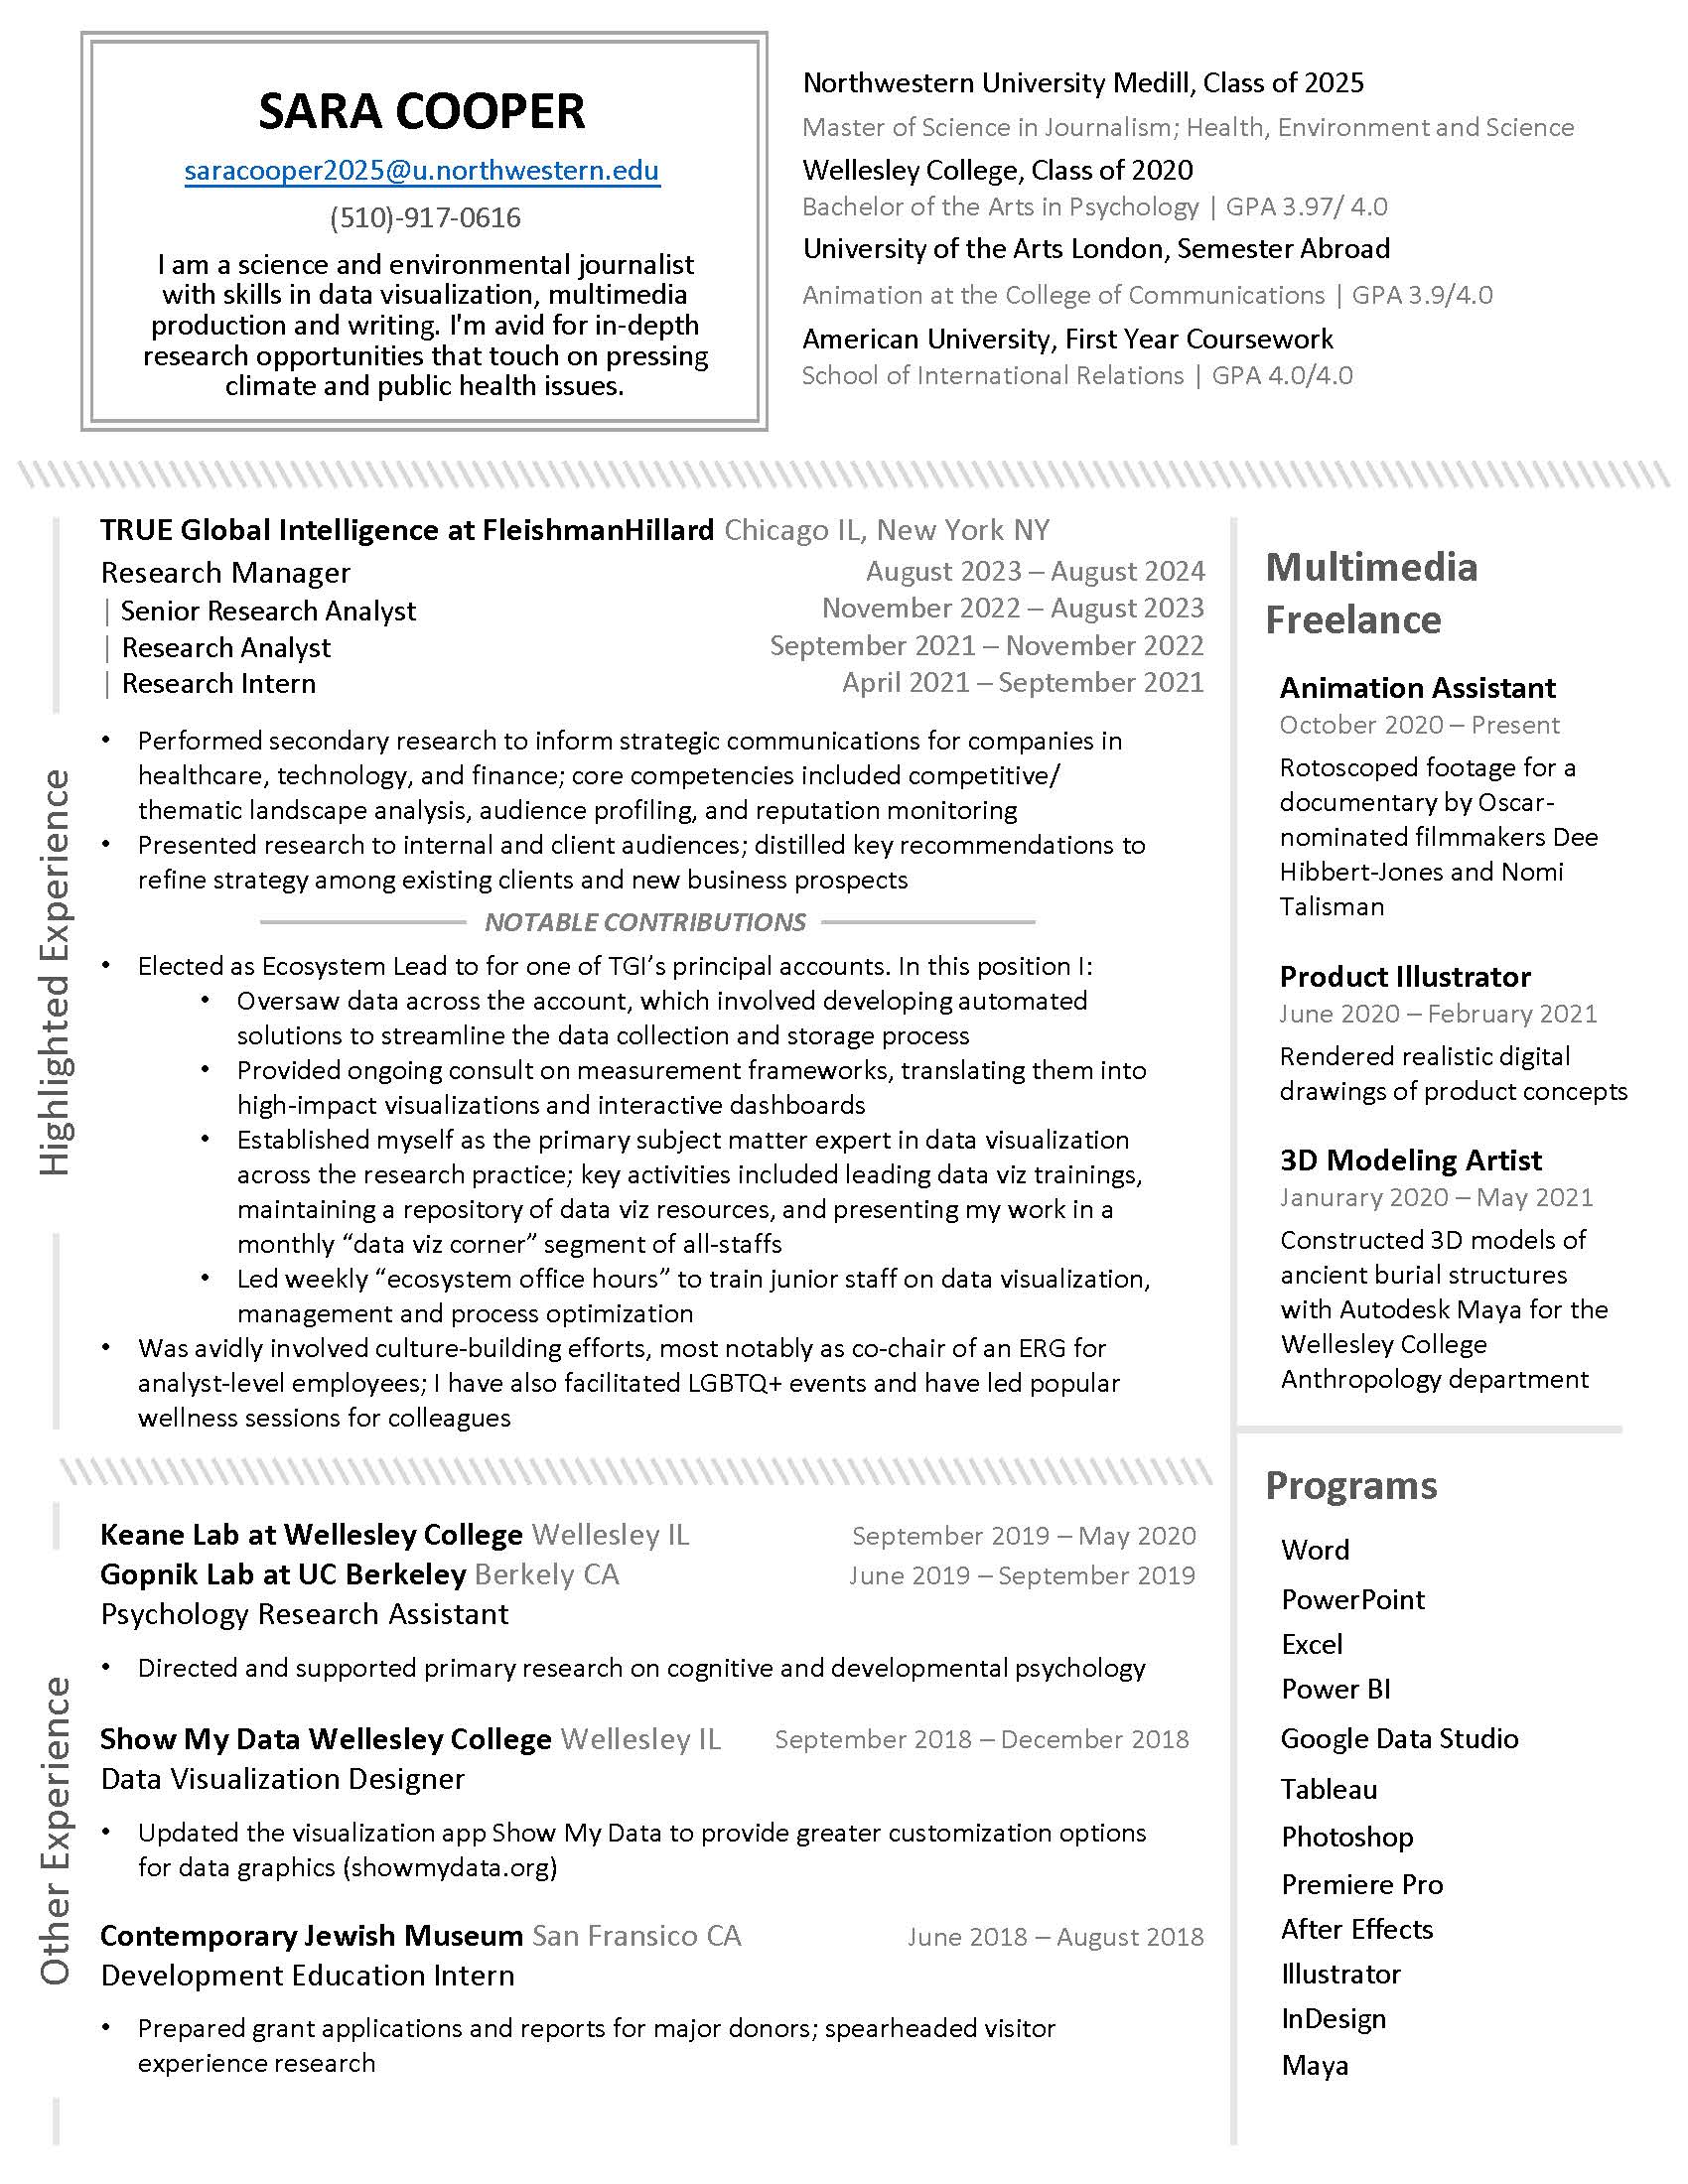 SARA COOPER
saracooper2025@u.northwestern.edu
(510)-917-0616
I am a science and environmental journalist
with skills in data visualization, multimedia
production and writing. I'm avid for in-depth
research opportunities that touch on pressing
climate and public health issues.
Northwestern University Medill, Class of 2025
Master of Science in Journalism; Health, Environment and Science
Wellesley College, Class of 2020
Bachelor of the Arts in Psychology | GPA 3.97/ 4.0
University of the Arts London, Semester Abroad
Animation at the College of Communications | GPA 3.9/4.0
American University, First Year Coursework
School of International Relations | GPA 4.0/4.0
Highlighted Experience
TRUE Global Intelligence at FleishmanHillard Chicago IL, New York NY
Research Manager August 2023 – August 2024
| Senior Research Analyst November 2022 – August 2023
| Research Analyst September 2021 – November 2022
| Research Intern April 2021 – September 2021
• Performed secondary research to inform strategic communications for companies in
healthcare, technology, and finance; core competencies included competitive/
thematic landscape analysis, audience profiling, and reputation monitoring
• Presented research to internal and client audiences; distilled key recommendations to
refine strategy among existing clients and new business prospects
NOTABLE CONTRIBUTIONS
• Elected as Ecosystem Lead to for one of TGI’s principal accounts. In this position I:
• Oversaw data across the account, which involved developing automated
solutions to streamline the data collection and storage process
• Provided ongoing consult on measurement frameworks, translating them into
high-impact visualizations and interactive dashboards
• Established myself as the primary subject matter expert in data visualization
across the research practice; key activities included leading data viz trainings,
maintaining a repository of data viz resources, and presenting my work in a
monthly “data viz corner” segment of all-staffs
• Led weekly “ecosystem office hours” to train junior staff on data visualization,
management and process optimization
• Was avidly involved culture-building efforts, most notably as co-chair of an ERG for
analyst-level employees; I have also facilitated LGBTQ+ events and have led popular
wellness sessions for colleagues
Other Experience
Keane Lab at Wellesley College Wellesley IL September 2019 – May 2020
Gopnik Lab at UC Berkeley Berkely CA June 2019 – September 2019
Psychology Research Assistant
• Directed and supported primary research on cognitive and developmental psychology
Show My Data Wellesley College Wellesley IL September 2018 – December 2018
Data Visualization Designer
• Updated the visualization app Show My Data to provide greater customization options
for data graphics (showmydata.org)
Contemporary Jewish Museum San Fransico CA June 2018 – August 2018
Development Education Intern
• Prepared grant applications and reports for major donors; spearheaded visitor
experience research
Multimedia
Freelance
Animation Assistant
October 2020 – Present
Rotoscoped footage for a
documentary by Oscar-
nominated filmmakers Dee
Hibbert-Jones and Nomi
Talisman
Product Illustrator
June 2020 – February 2021
Rendered realistic digital
drawings of product concepts
3D Modeling Artist
Janurary 2020 – May 2021
Constructed 3D models of
ancient burial structures
with Autodesk Maya for the
Wellesley College
Anthropology department
Programs
Word
PowerPoint
Excel
Power BI
Google Data Studio
Tableau
Photoshop
Premiere Pro
After Effects
Illustrator
InDesign
Maya